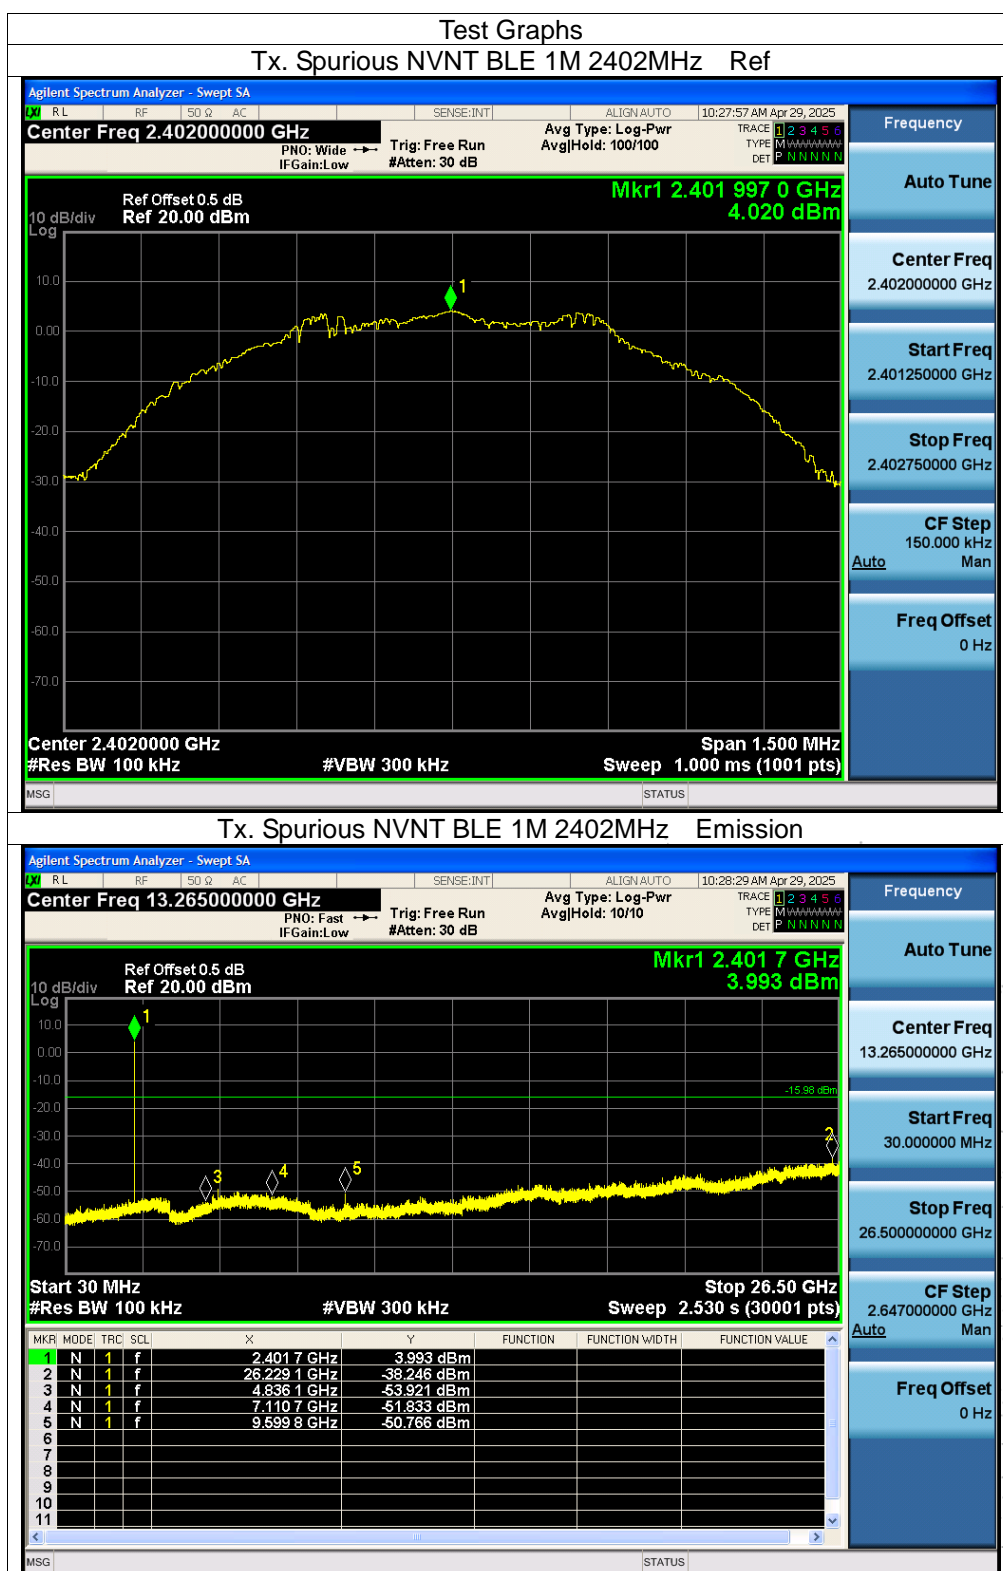 Test Graphs
Tx. Spurious NVNT BLE 1M 2402MHz Ref
Agilent Spectrum Analyzer - Swept SA
LXI RL RF 50 Ω AC SENSE:INT ALIGN AUTO 10:27:57 AM Apr 29, 2025
Center Freq 2.402000000 GHz
PNO: Wide
IFGain:Low
Trig: Free Run
#Atten: 30 dB
Avg Type: Log-Pwr
Avg|Hold: 100/100
TRACE 1 2 3 4 5 6
TYPE M
DET P N N N N N
Frequency
Mkr1 2.401 997 0 GHz
4.020 dBm
Ref Offset 0.5 dB
10 dB/div Ref 20.00 dBm
Log
10.0
0.00
-10.0
-20.0
-30.0
-40.0
-50.0
-60.0
-70.0
1
Center 2.4020000 GHz Span 1.500 MHz
#Res BW 100 kHz #VBW 300 kHz Sweep 1.000 ms (1001 pts)
MSG STATUS
Auto Tune
Center Freq
2.402000000 GHz
Start Freq
2.401250000 GHz
Stop Freq
2.402750000 GHz
CF Step
150.000 kHz
Auto Man
Freq Offset
0 Hz
Tx. Spurious NVNT BLE 1M 2402MHz Emission
Agilent Spectrum Analyzer - Swept SA
LXI RL RF 50 Ω AC SENSE:INT ALIGN AUTO 10:28:29 AM Apr 29, 2025
Center Freq 13.265000000 GHz
PNO: Fast
IFGain:Low
Trig: Free Run
#Atten: 30 dB
Avg Type: Log-Pwr
Avg|Hold: 10/10
TRACE 1 2 3 4 5 6
TYPE M
DET P N N N N N
Frequency
Mkr1 2.401 7 GHz
3.993 dBm
Ref Offset 0.5 dB
10 dB/div Ref 20.00 dBm
Log
10.0
0.00
-10.0
-20.0
-30.0
-40.0
-50.0
-60.0
-70.0
1
-15.98 dBm
2
3
4
5
Start 30 MHz Stop 26.50 GHz
#Res BW 100 kHz #VBW 300 kHz Sweep 2.530 s (30001 pts)
MKR MODE TRC SCL X Y FUNCTION FUNCTION WIDTH FUNCTION VALUE
1 N 1 f 2.401 7 GHz 3.993 dBm
2 N 1 f 26.229 1 GHz -38.246 dBm
3 N 1 f 4.836 1 GHz -53.921 dBm
4 N 1 f 7.110 7 GHz -51.833 dBm
5 N 1 f 9.599 8 GHz -50.766 dBm
6
7
8
9
10
11
MSG STATUS
Auto Tune
Center Freq
13.265000000 GHz
Start Freq
30.000000 MHz
Stop Freq
26.500000000 GHz
CF Step
2.647000000 GHz
Auto Man
Freq Offset
0 Hz